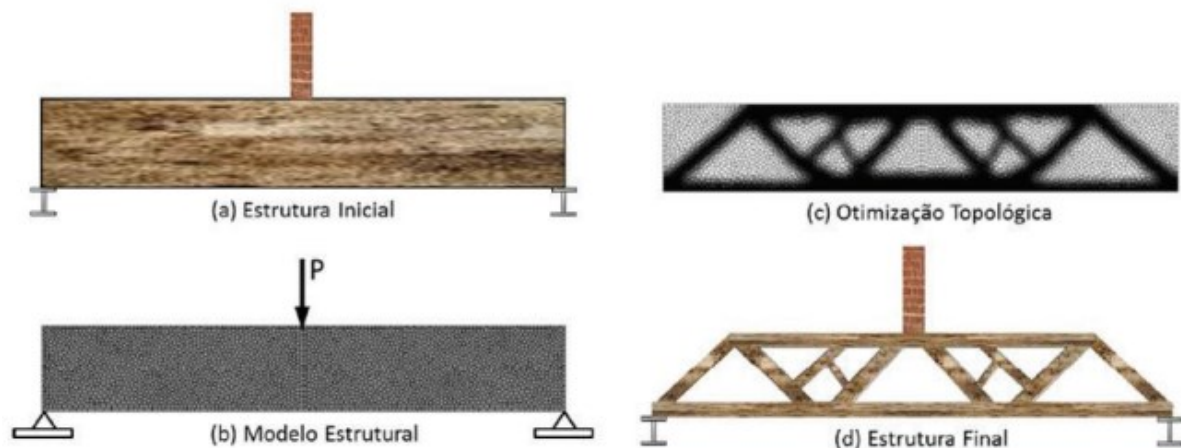 (a) Estrutura Inicial
P
(b) Modelo Estrutural
(c) Otimização Topológica
(d) Estrutura Final